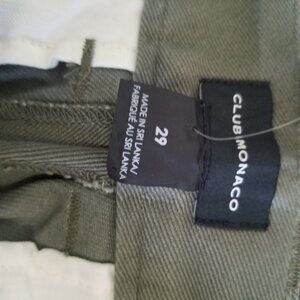 CLUB MONACO
29
MADE IN SRI LANKA/
FABRIQUÉ AU SRI LANKA